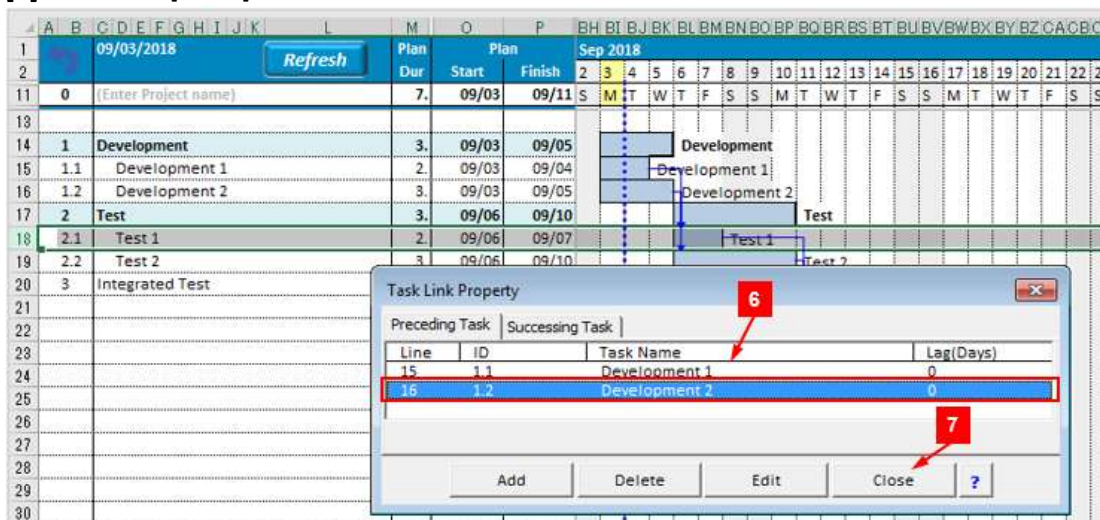 A B C D E F G H I J K L M O P BH BI BJ BK BL BM BN BO BP BQ BR BS BT BU BV BW BX BY BZ CA CB C
1 09/03/2018 Refresh Plan Plan Sep 2018
2 Dur Start Finish 2 3 4 5 6 7 8 9 10 11 12 13 14 15 16 17 18 19 20 21 22 2
11 0 (Enter Project name) 7. 09/03 09/11 S M T W T F S S M T W T F S S M T W T F S S
13
14 1 Development 3. 09/03 09/05 Development
15 1.1 Development 1 2. 09/03 09/04 Development 1
16 1.2 Development 2 3. 09/03 09/05 Development 2
17 2 Test 3. 09/06 09/10 Test
18 2.1 Test 1 2. 09/06 09/07 Test 1
19 2.2 Test 2 3 09/06 09/10 Test 2
20 3 Integrated Test
21
22
23
24
25
26
27
28
29
30
Task Link Property
6
Preceding Task Successing Task
Line ID Task Name Lag(Days)
15 1.1 Development 1 0
16 1.2 Development 2 0
7
Add Delete Edit Close ?